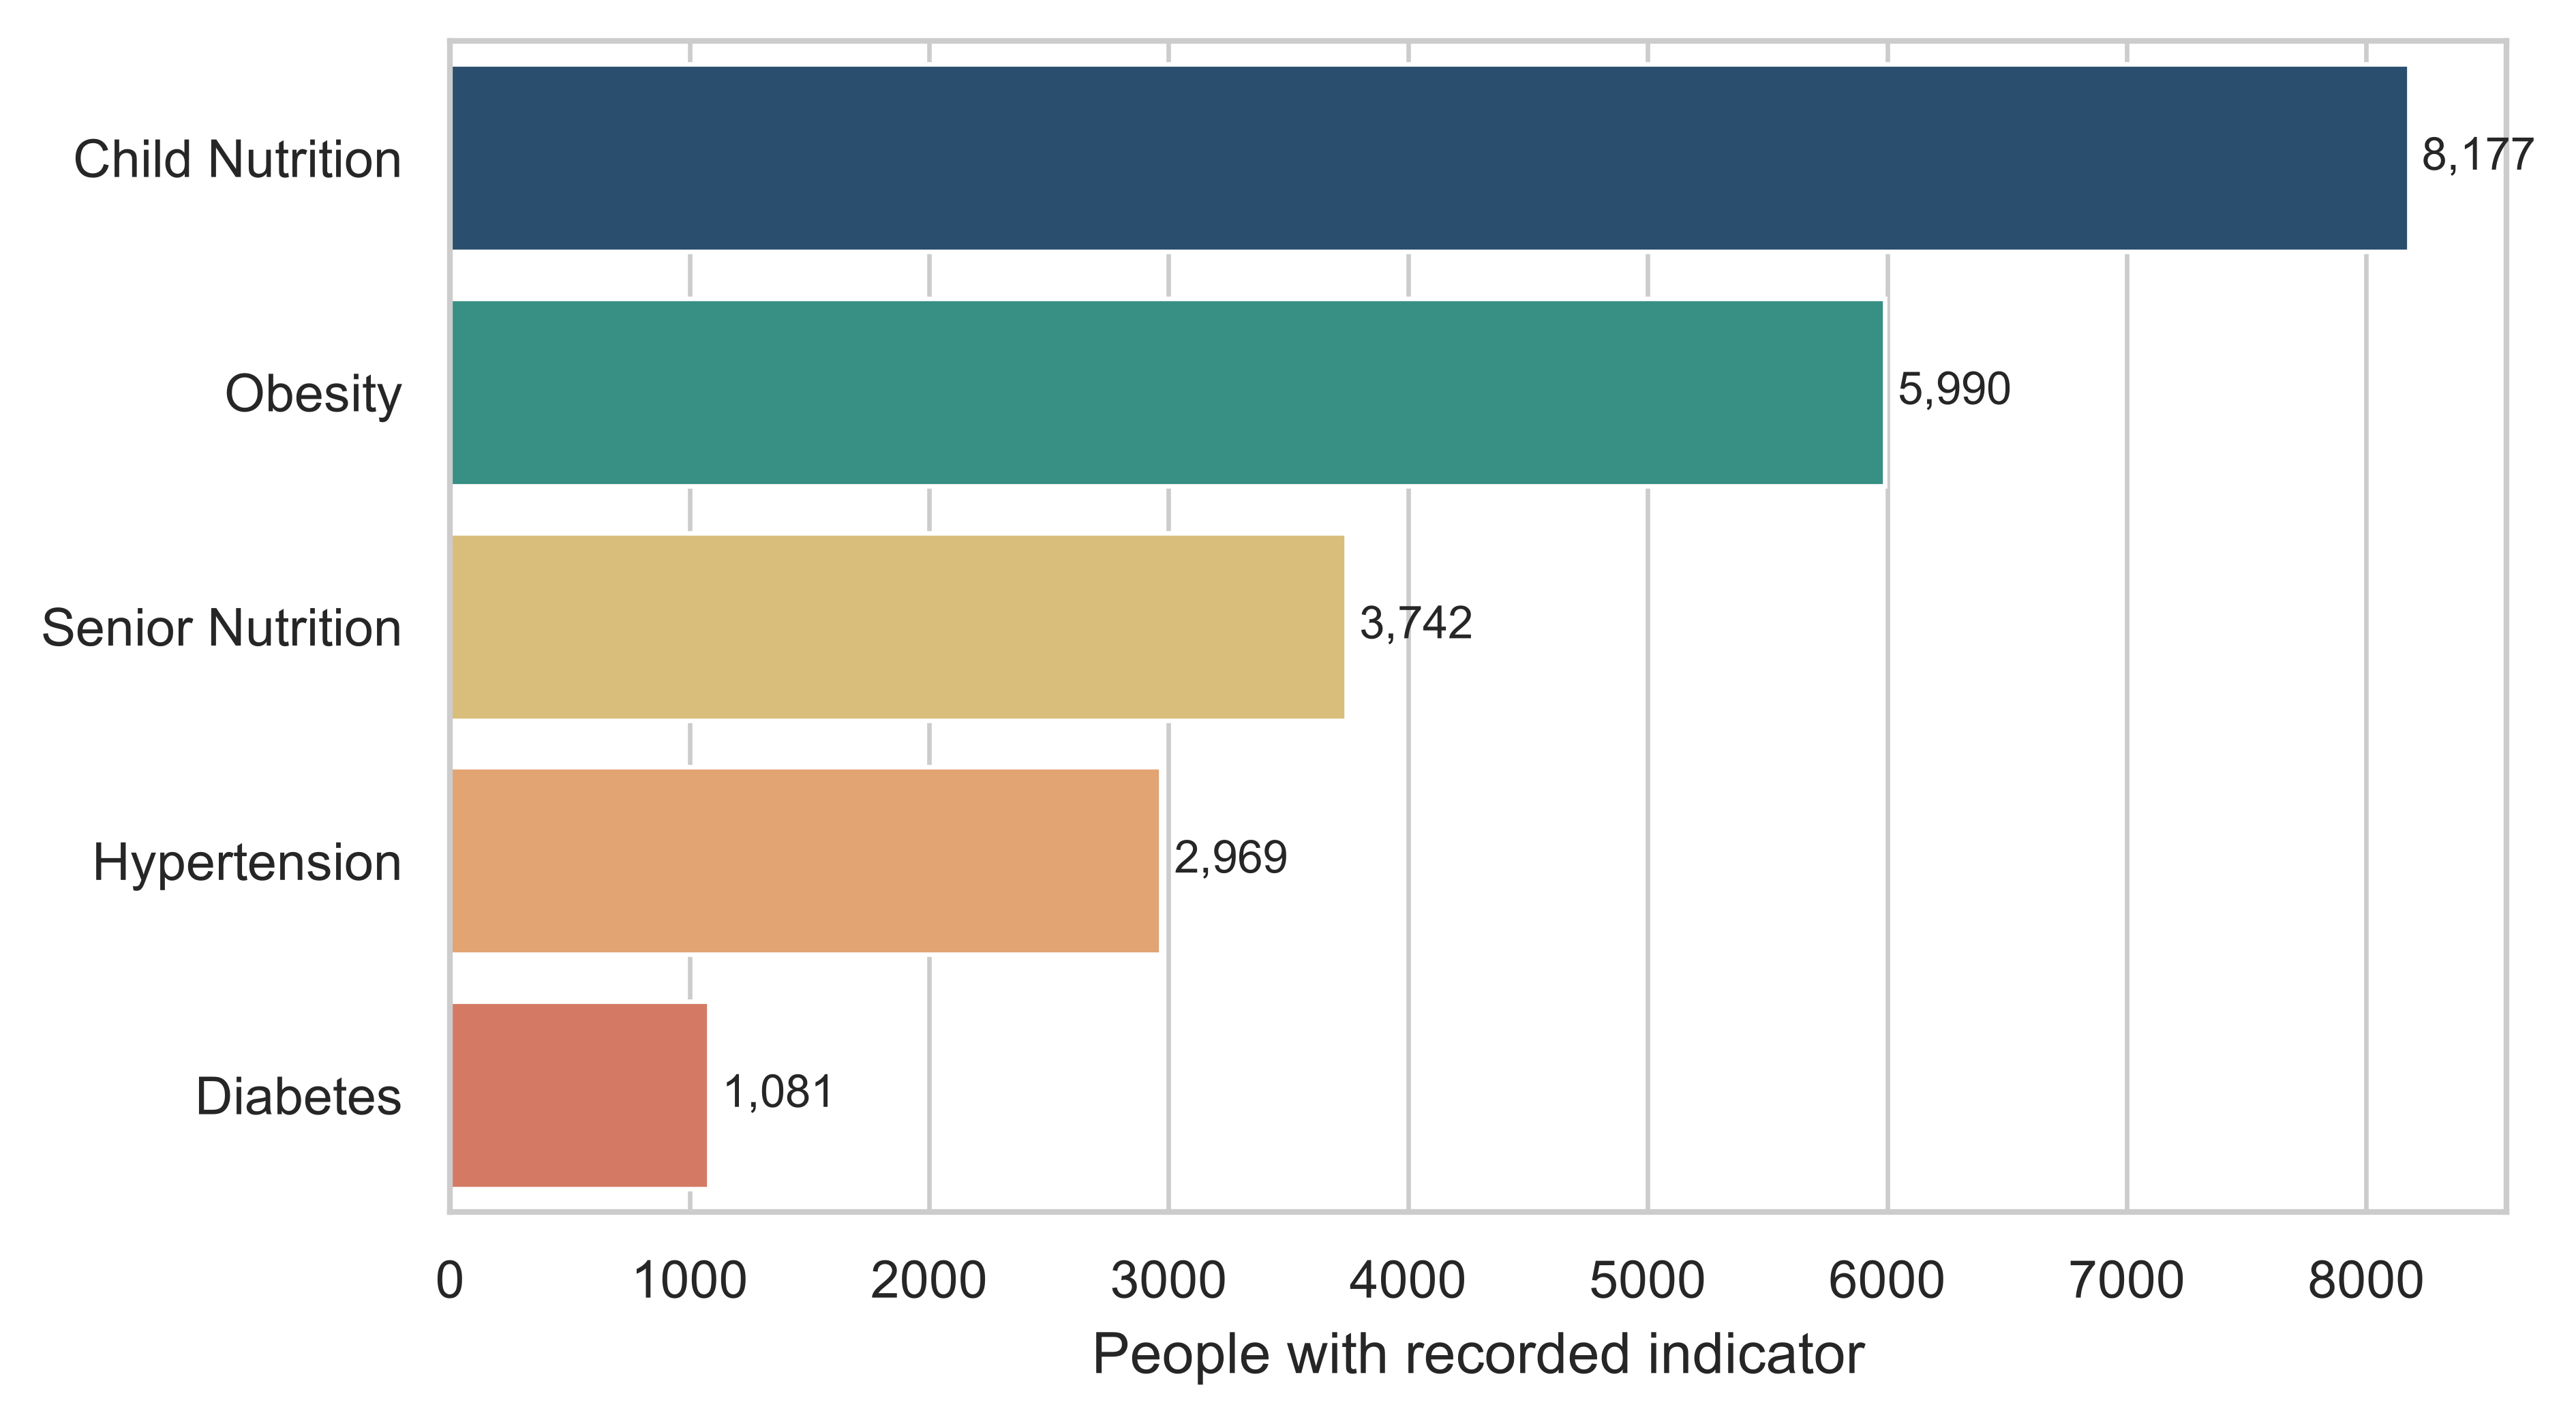 Child Nutrition
8,177
Obesity
5,990
Senior Nutrition
3,742
Hypertension
2,969
Diabetes
1,081
0 1000 2000 3000 4000 5000 6000 7000 8000
People with recorded indicator